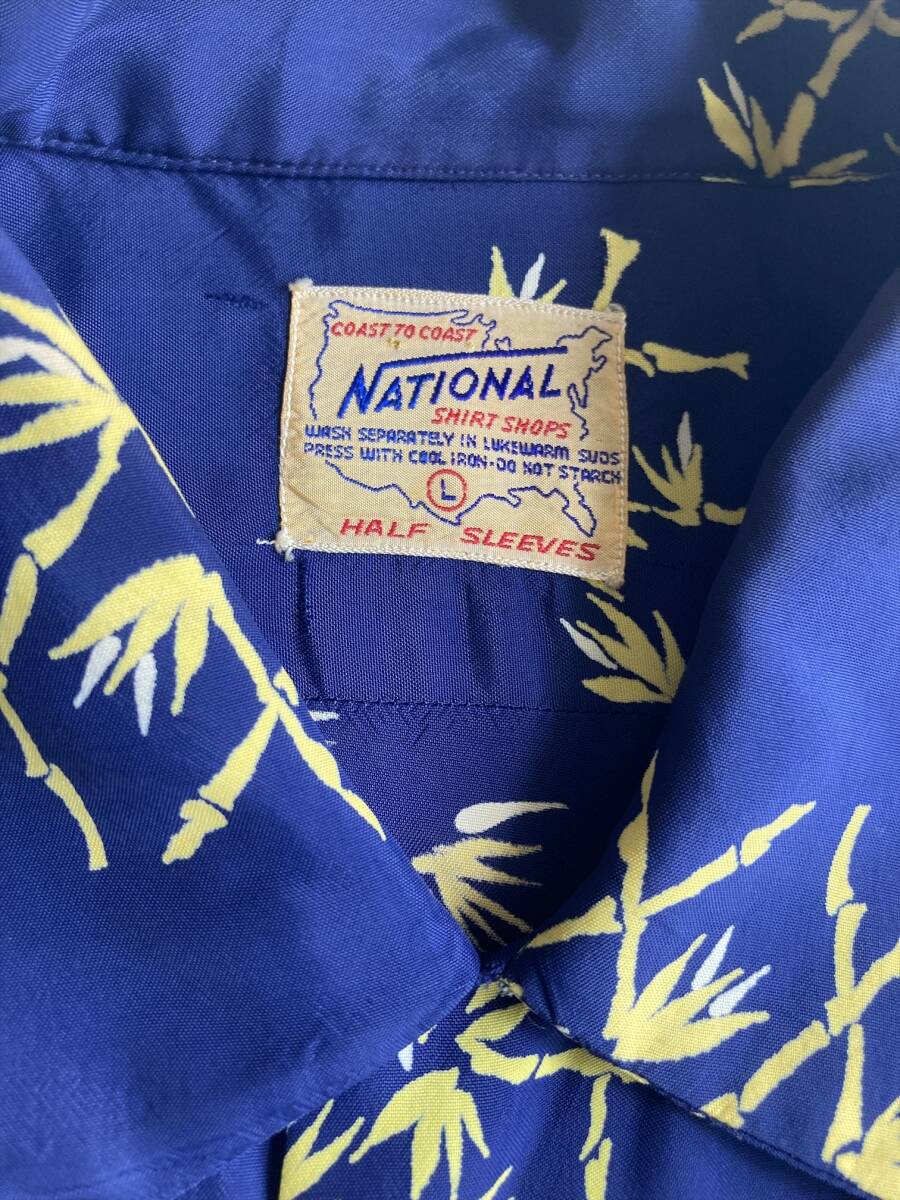 COAST TO COAST
NATIONAL
SHIRT SHOPS
WASH SEPARATELY IN LUKEWARM SUDS
PRESS WITH COOL IRON-DO NOT STARCH
L
HALF SLEEVES